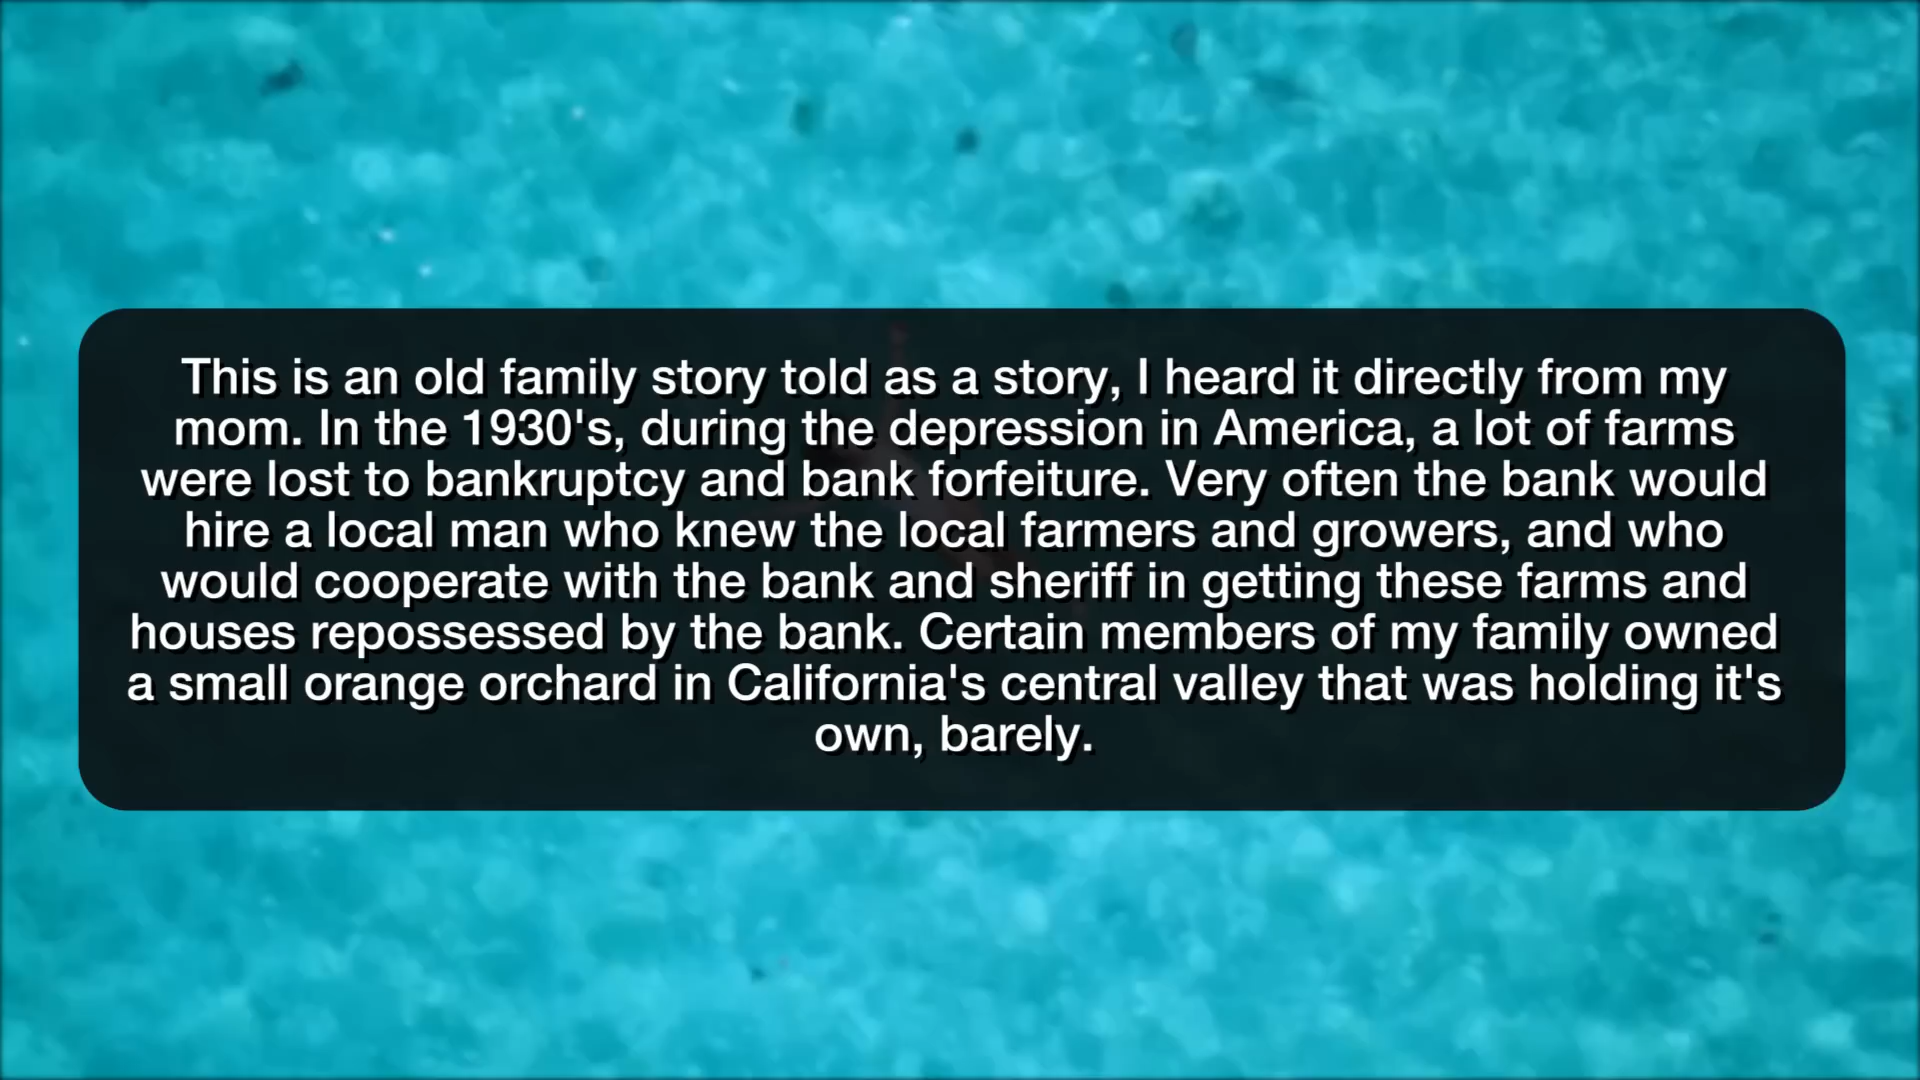 This is an old family story told as a story, I heard it directly from my
mom. In the 1930's, during the depression in America, a lot of farms
were lost to bankruptcy and bank forfeiture. Very often the bank would
hire a local man who knew the local farmers and growers, and who
would cooperate with the bank and sheriff in getting these farms and
houses repossessed by the bank. Certain members of my family owned
a small orange orchard in California's central valley that was holding it's
own, barely.